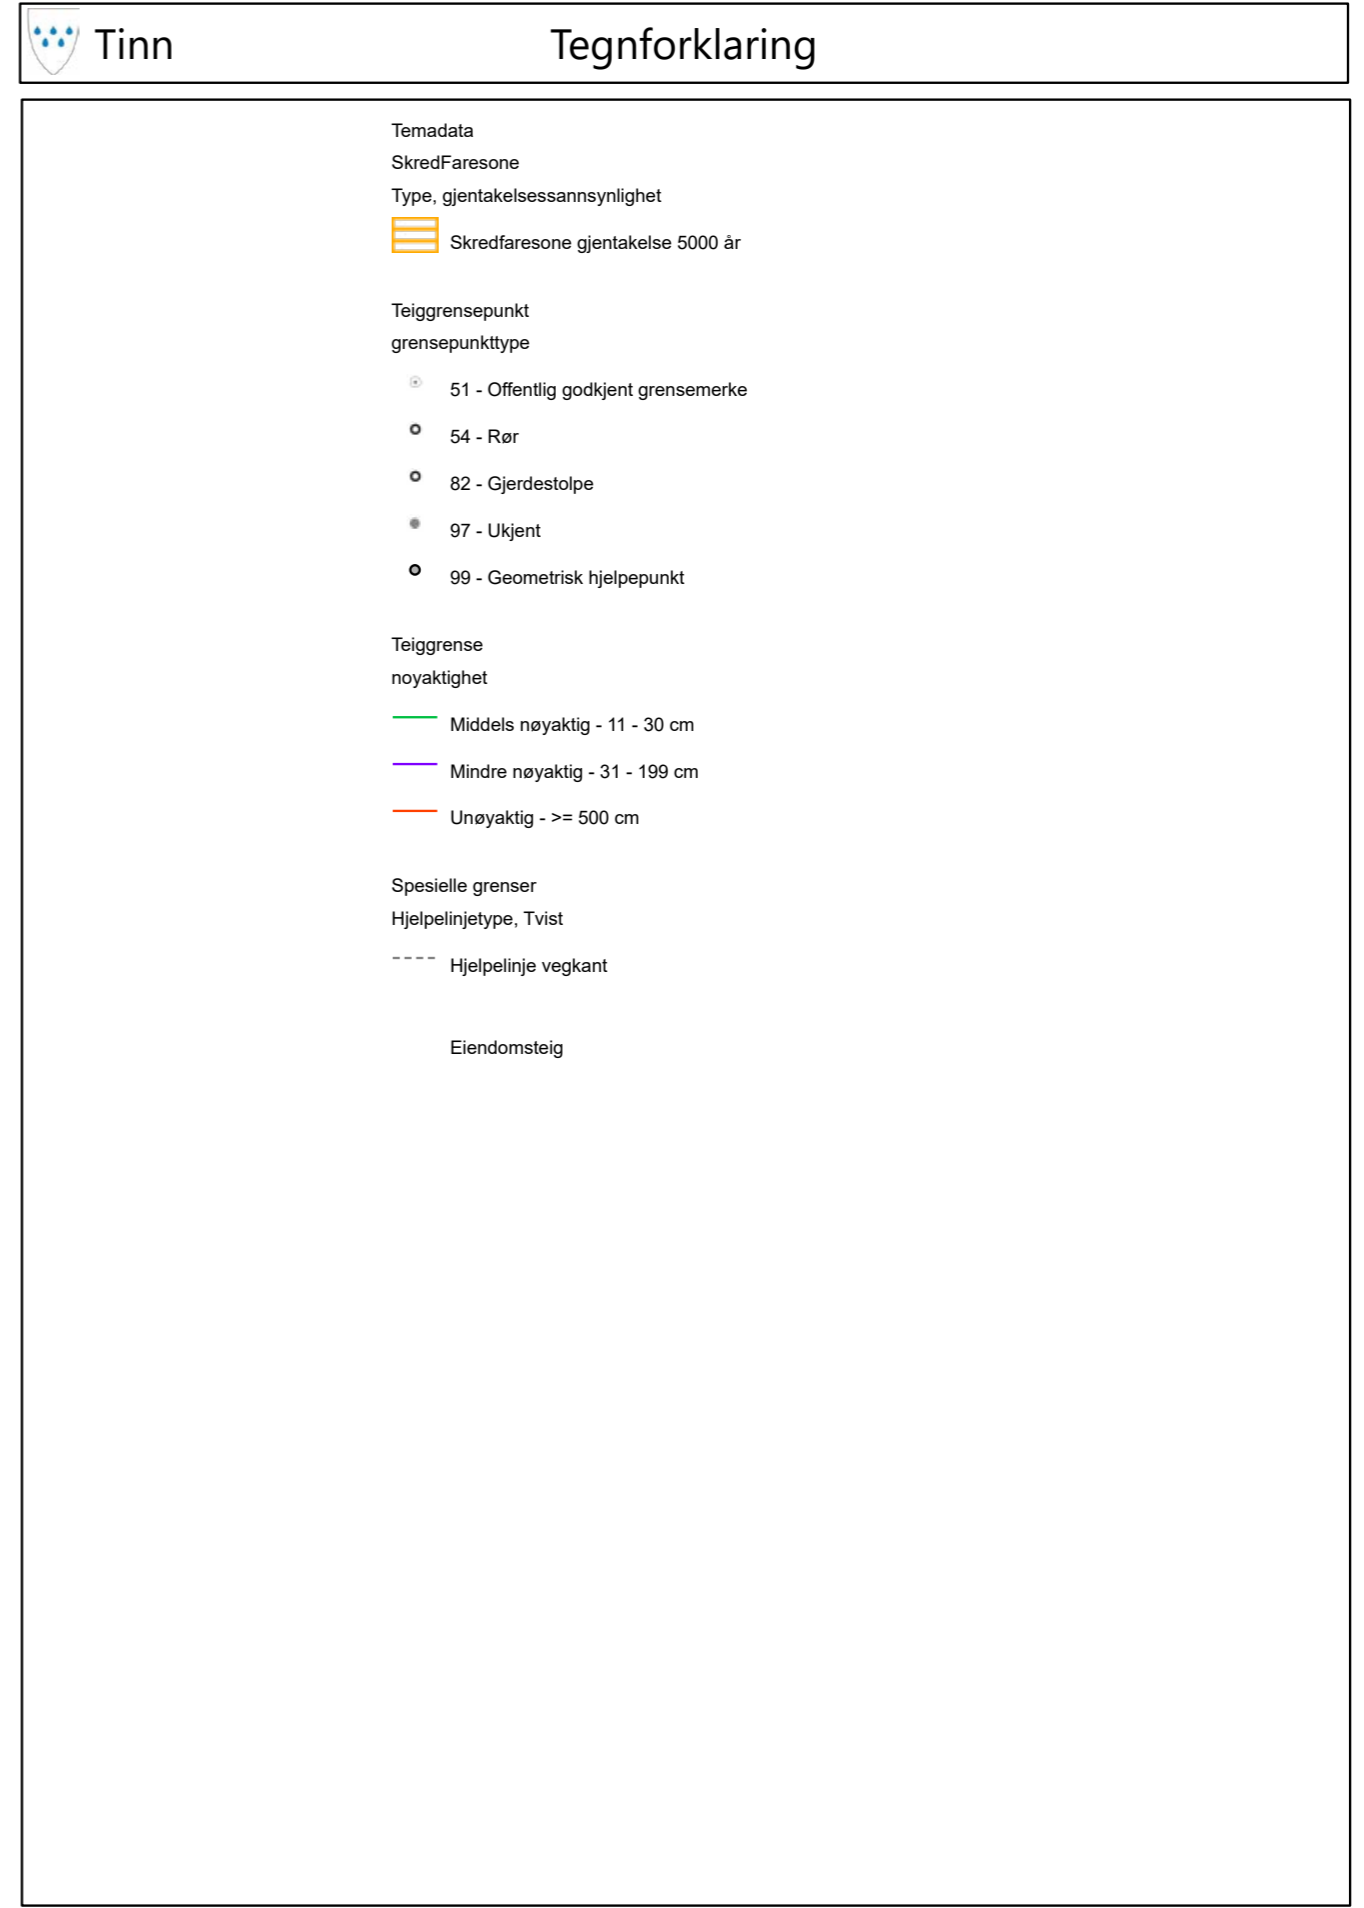 Tinn
Tegnforklaring
Temadata
SkredFaresone
Type, gjentakelsessannsynlighet
Skredfaresone gjentakelse 5000 år
Teiggrensepunkt
grensepunkttype
51 - Offentlig godkjent grensemerke
54 - Rør
82 - Gjerdestolpe
97 - Ukjent
99 - Geometrisk hjelpepunkt
Teiggrense
noyaktighet
Middels nøyaktig - 11 - 30 cm
Mindre nøyaktig - 31 - 199 cm
Unøyaktig - >= 500 cm
Spesielle grenser
Hjelpelinjetype, Tvist
Hjelpelinje vegkant
Eiendomsteig